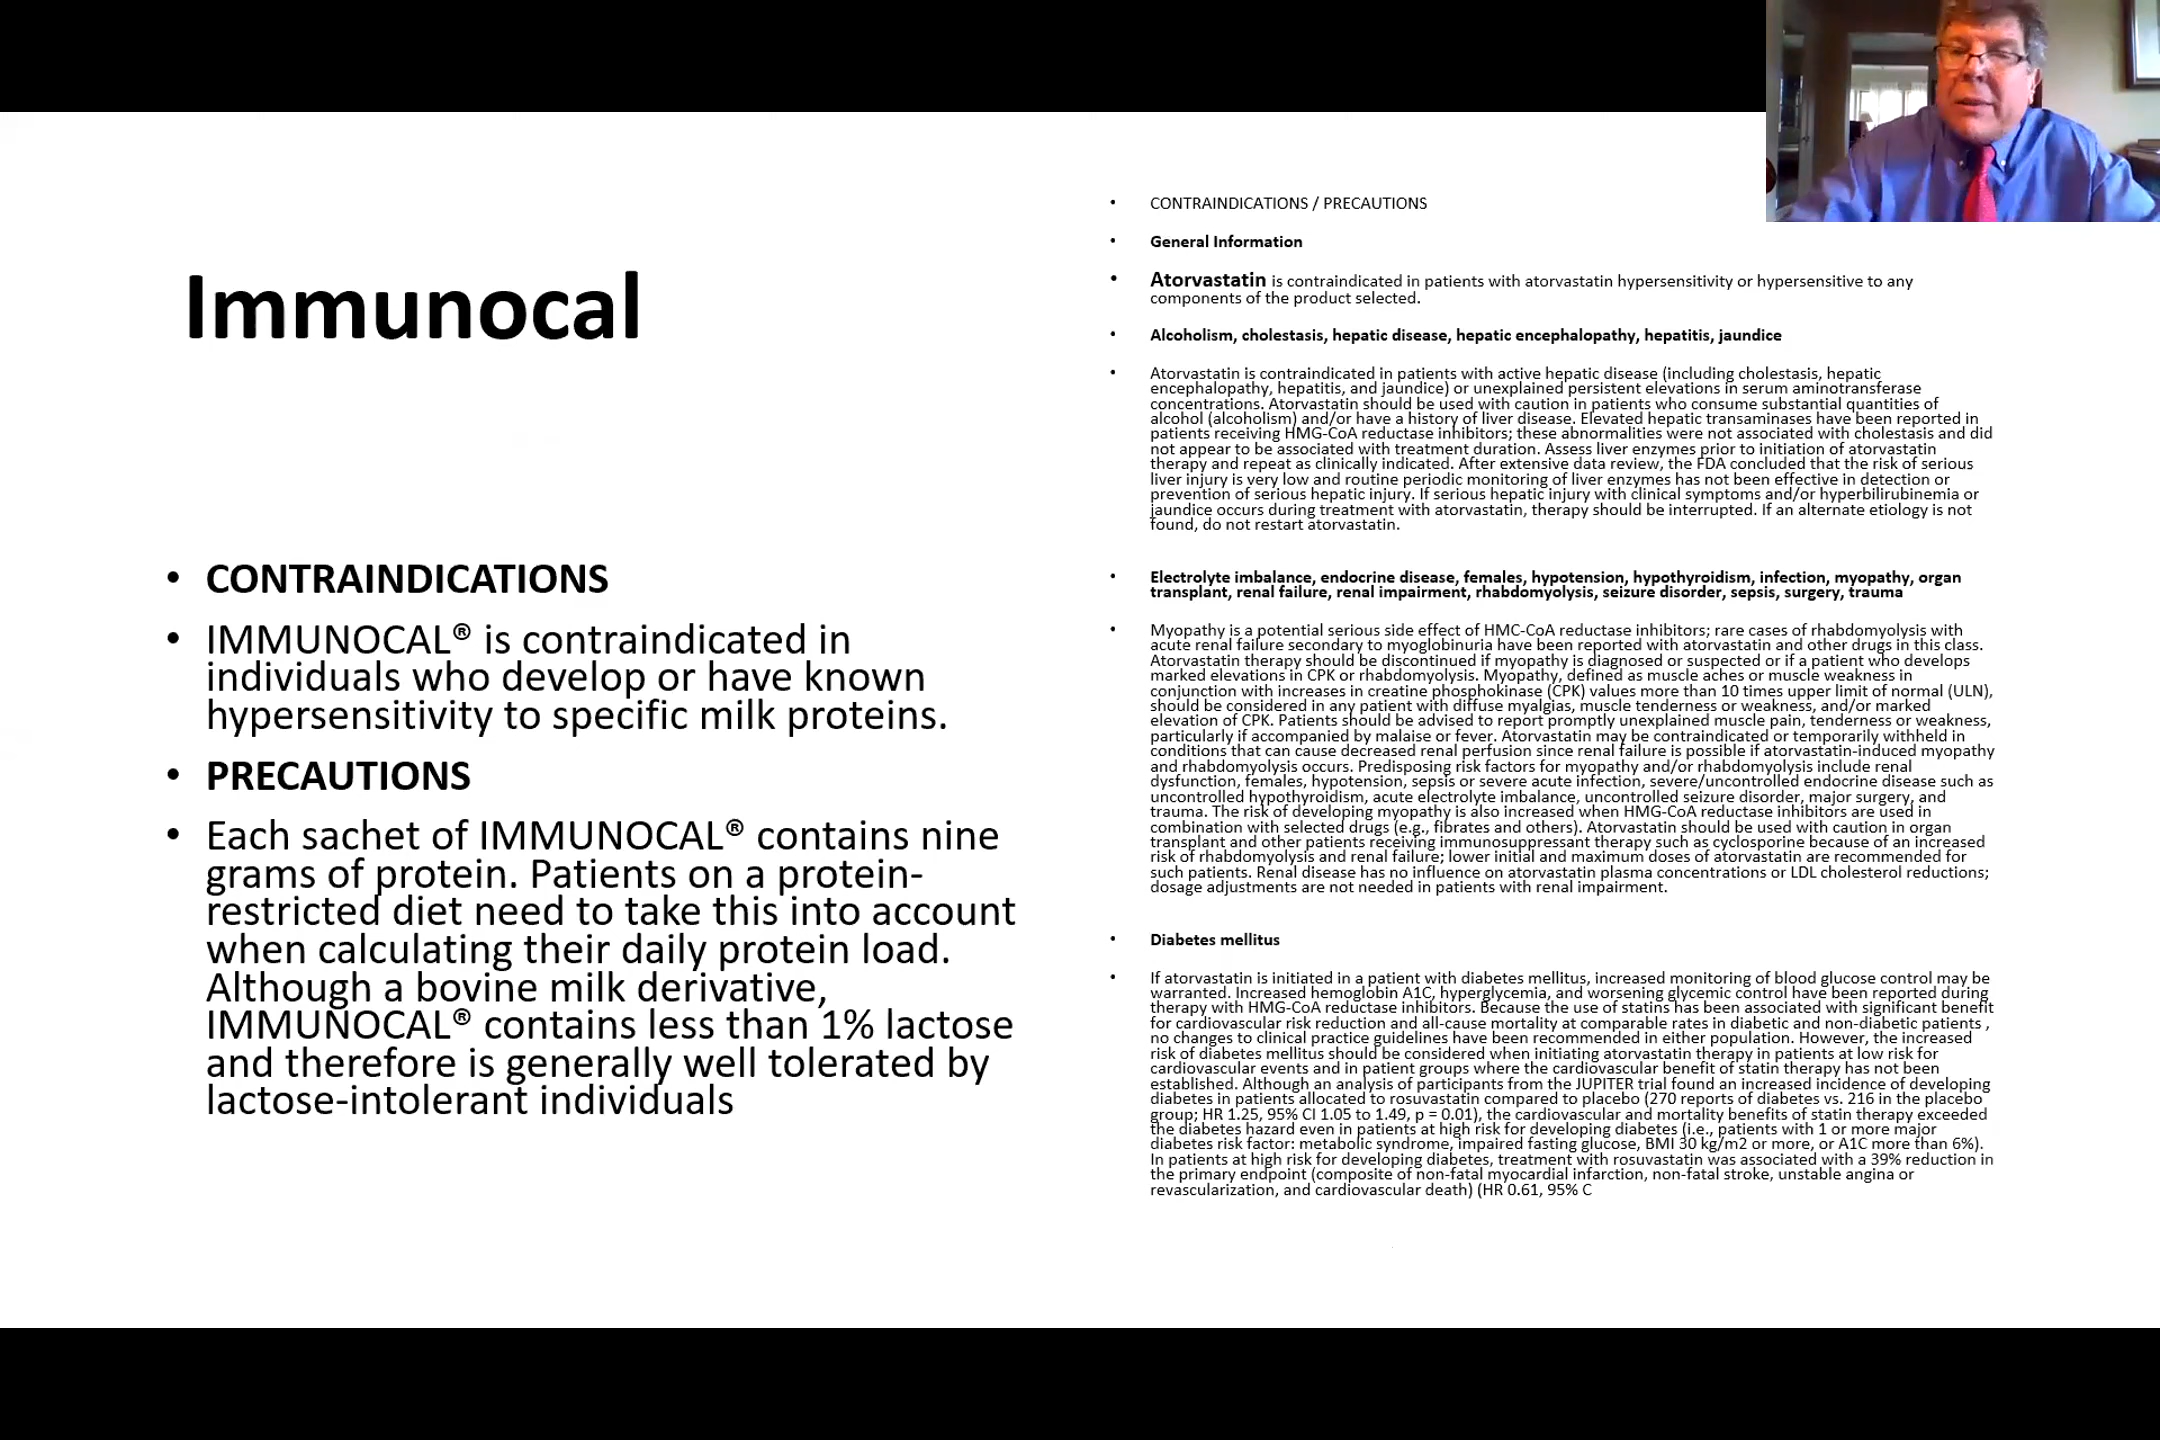 Immunocal
• CONTRAINDICATIONS
• IMMUNOCAL® is contraindicated in
individuals who develop or have known
hypersensitivity to specific milk proteins.
• PRECAUTIONS
• Each sachet of IMMUNOCAL® contains nine
grams of protein. Patients on a protein-
restricted diet need to take this into account
when calculating their daily protein load.
Although a bovine milk derivative,
IMMUNOCAL® contains less than 1% lactose
and therefore is generally well tolerated by
lactose-intolerant individuals
• CONTRAINDICATIONS / PRECAUTIONS
• General Information
• Atorvastatin is contraindicated in patients with atorvastatin hypersensitivity or hypersensitive to any
components of the product selected.
• Alcoholism, cholestasis, hepatic disease, hepatic encephalopathy, hepatitis, jaundice
• Atorvastatin is contraindicated in patients with active hepatic disease (including cholestasis, hepatic
encephalopathy, hepatitis, and jaundice) or unexplained persistent elevations in serum aminotransferase
concentrations. Atorvastatin should be used with caution in patients who consume substantial quantities of
alcohol (alcoholism) and/or have a history of liver disease. Elevated hepatic transaminases have been reported in
patients receiving HMG-CoA reductase inhibitors; these abnormalities were not associated with cholestasis and did
not appear to be associated with treatment duration. Assess liver enzymes prior to initiation of atorvastatin
therapy and repeat as clinically indicated. After extensive data review, the FDA concluded that the risk of serious
liver injury is very low and routine periodic monitoring of liver enzymes has not been effective in detection or
prevention of serious hepatic injury. If serious hepatic injury with clinical symptoms and/or hyperbilirubinemia or
jaundice occurs during treatment with atorvastatin, therapy should be interrupted. If an alternate etiology is not
found, do not restart atorvastatin.
• Electrolyte imbalance, endocrine disease, females, hypotension, hypothyroidism, infection, myopathy, organ
transplant, renal failure, renal impairment, rhabdomyolysis, seizure disorder, sepsis, surgery, trauma
• Myopathy is a potential serious side effect of HMC-CoA reductase inhibitors; rare cases of rhabdomyolysis with
acute renal failure secondary to myoglobinuria have been reported with atorvastatin and other drugs in this class.
Atorvastatin therapy should be discontinued if myopathy is diagnosed or suspected or if a patient who develops
marked elevations in CPK or rhabdomyolysis. Myopathy, defined as muscle aches or muscle weakness in
conjunction with increases in creatine phosphokinase (CPK) values more than 10 times upper limit of normal (ULN),
should be considered in any patient with diffuse myalgias, muscle tenderness or weakness, and/or marked
elevation of CPK. Patients should be advised to report promptly unexplained muscle pain, tenderness or weakness,
particularly if accompanied by malaise or fever. Atorvastatin may be contraindicated or temporarily withheld in
conditions that can cause decreased renal perfusion since renal failure is possible if atorvastatin-induced myopathy
and rhabdomyolysis occurs. Predisposing risk factors for myopathy and/or rhabdomyolysis include renal
dysfunction, females, hypotension, sepsis or severe acute infection, severe/uncontrolled endocrine disease such as
uncontrolled hypothyroidism, acute electrolyte imbalance, uncontrolled seizure disorder, major surgery, and
trauma. The risk of developing myopathy is also increased when HMG-CoA reductase inhibitors are used in
combination with selected drugs (e.g., fibrates and others). Atorvastatin should be used with caution in organ
transplant and other patients receiving immunosuppressant therapy such as cyclosporine because of an increased
risk of rhabdomyolysis and renal failure; lower initial and maximum doses of atorvastatin are recommended for
such patients. Renal disease has no influence on atorvastatin plasma concentrations or LDL cholesterol reductions;
dosage adjustments are not needed in patients with renal impairment.
• Diabetes mellitus
• If atorvastatin is initiated in a patient with diabetes mellitus, increased monitoring of blood glucose control may be
warranted. Increased hemoglobin A1C, hyperglycemia, and worsening glycemic control have been reported during
therapy with HMG-CoA reductase inhibitors. Because the use of statins has been associated with significant benefit
for cardiovascular risk reduction and all-cause mortality at comparable rates in diabetic and non-diabetic patients ,
no changes to clinical practice guidelines have been recommended in either population. However, the increased
risk of diabetes mellitus should be considered when initiating atorvastatin therapy in patients at low risk for
cardiovascular events and in patient groups where the cardiovascular benefit of statin therapy has not been
established. Although an analysis of participants from the JUPITER trial found an increased incidence of developing
diabetes in patients allocated to rosuvastatin compared to placebo (270 reports of diabetes vs. 216 in the placebo
group; HR 1.25, 95% CI 1.05 to 1.49, p = 0.01), the cardiovascular and mortality benefits of statin therapy exceeded
the diabetes hazard even in patients at high risk for developing diabetes (i.e., patients with 1 or more major
diabetes risk factor: metabolic syndrome, impaired fasting glucose, BMI 30 kg/m2 or more, or A1C more than 6%).
In patients at high risk for developing diabetes, treatment with rosuvastatin was associated with a 39% reduction in
the primary endpoint (composite of non-fatal myocardial infarction, non-fatal stroke, unstable angina or
revascularization, and cardiovascular death) (HR 0.61, 95% C